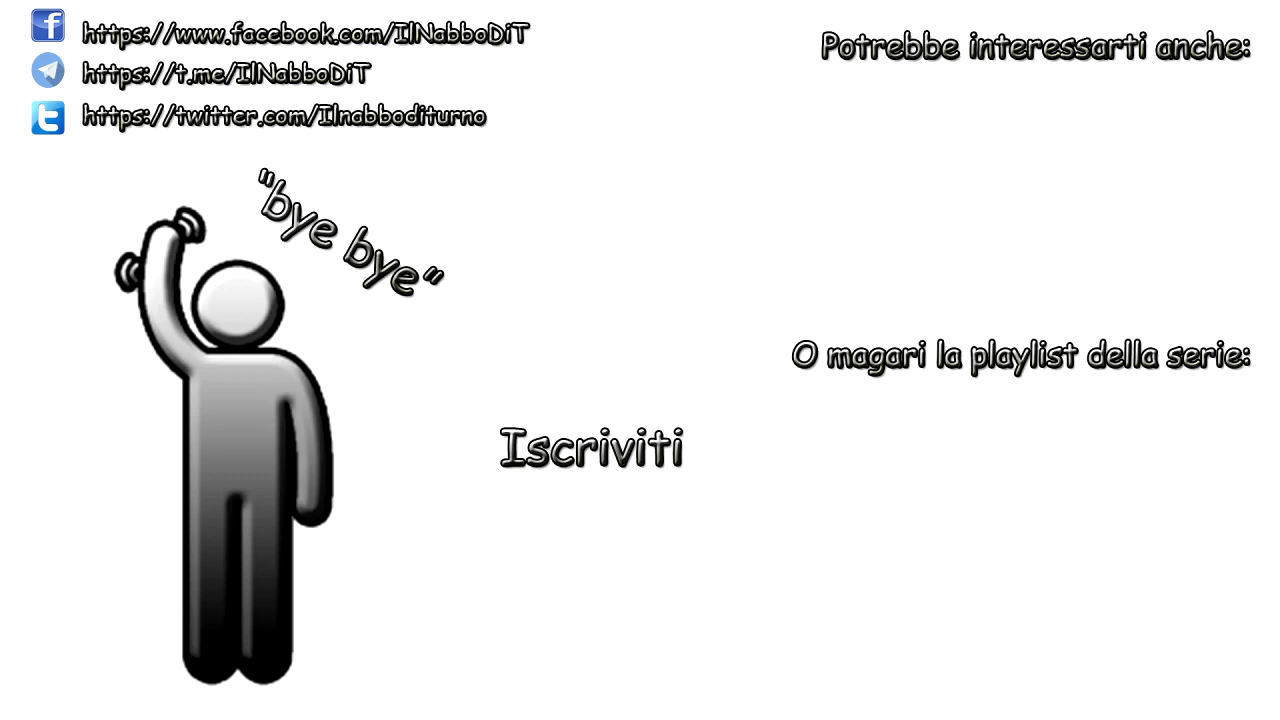 https://www.facebook.com/IlNabboDiT
https://t.me/IlNabboDiT
https://twitter.com/Ilnabboditurno
Potrebbe interessarti anche:
"bye bye"
O magari la playlist della serie:
Iscriviti